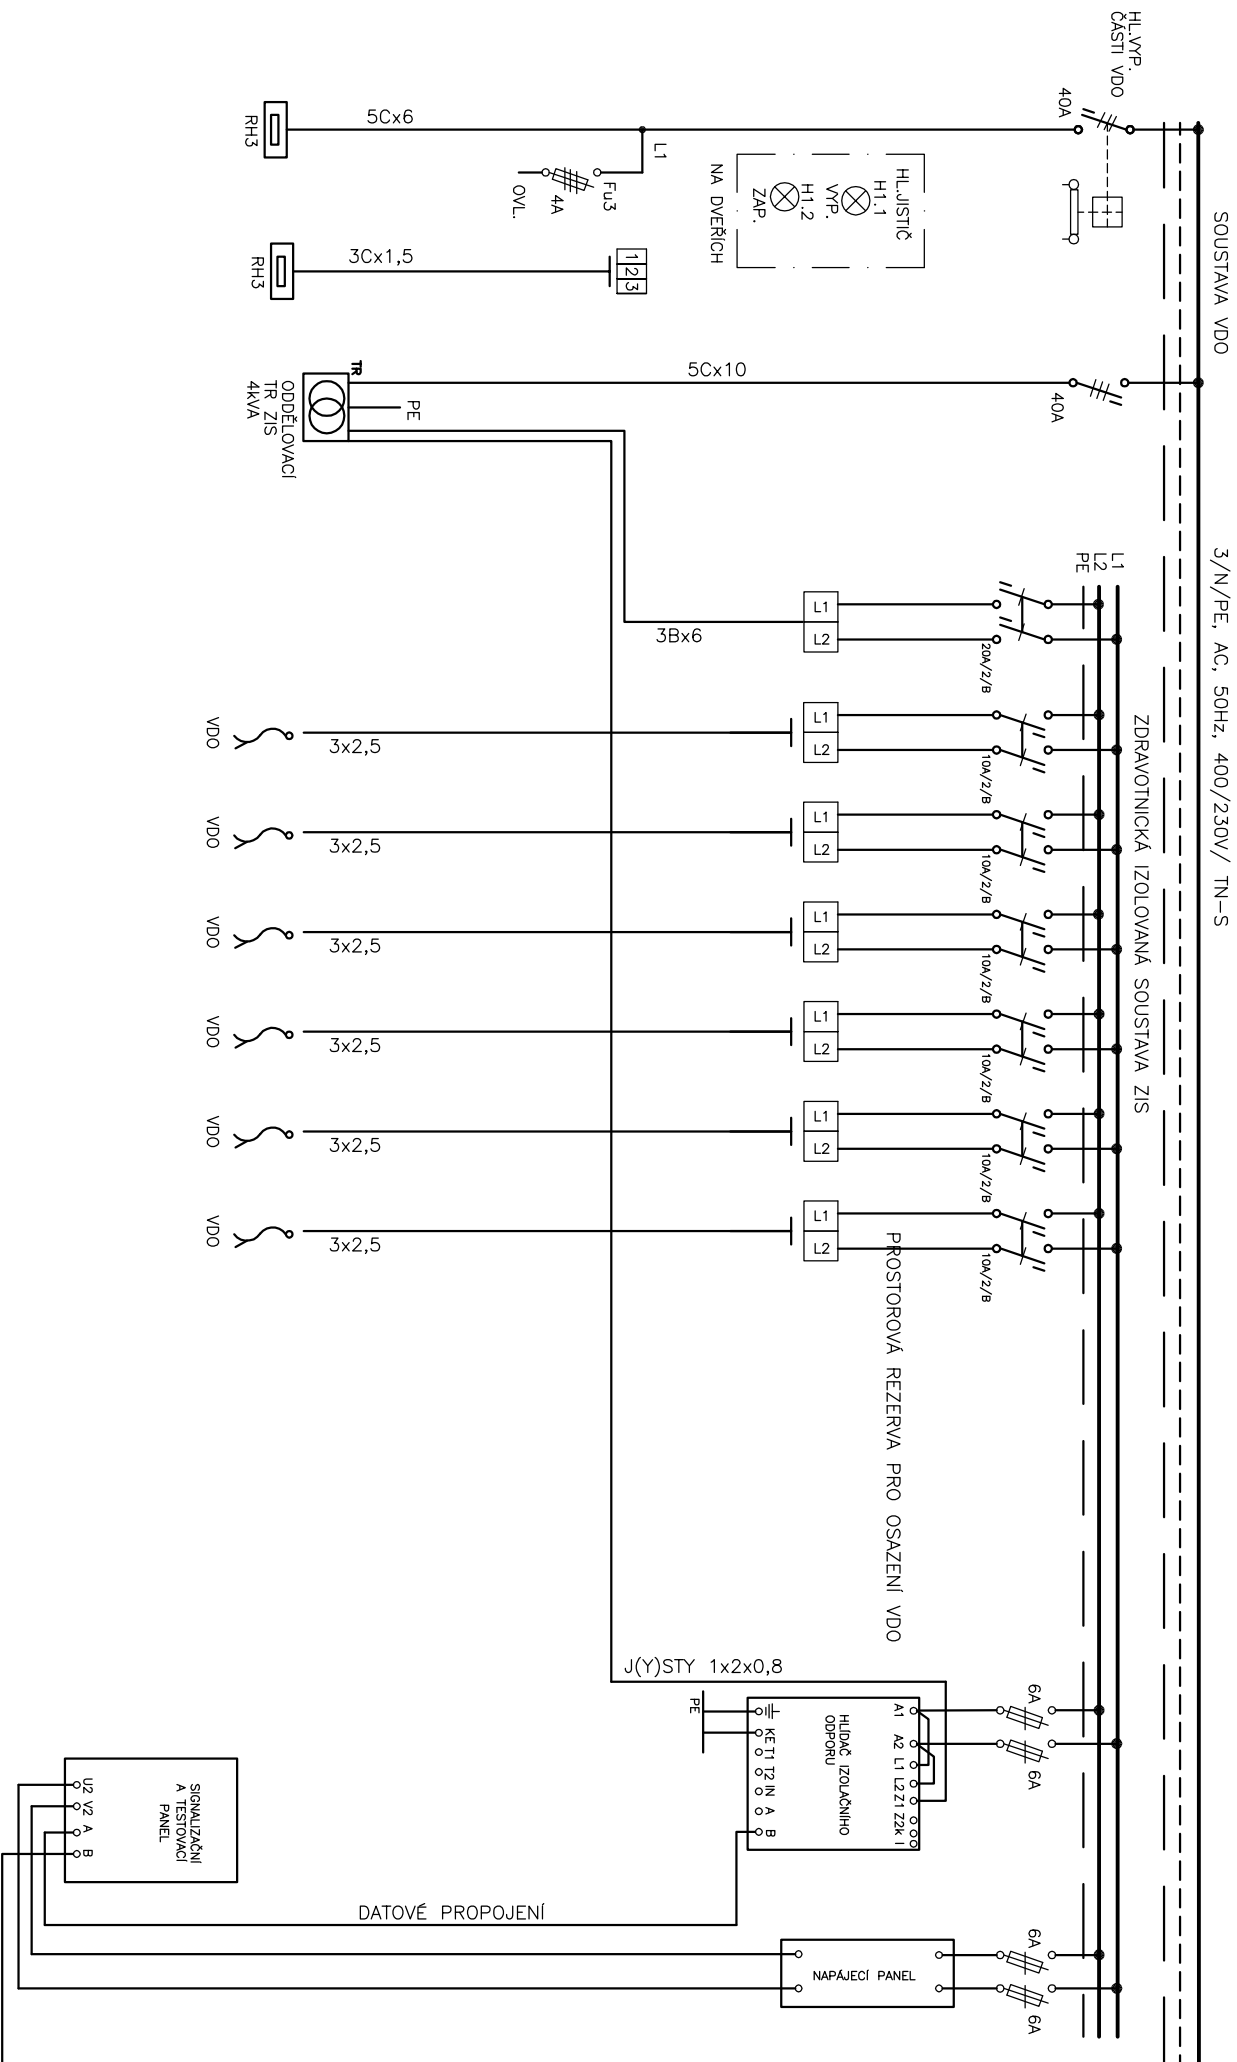 SOUSTAVA VDO
3/N/PE, AC, 50Hz, 400/230V/ TN-S
HL.VYP.
ČÁSTI VDO
40A
5Cx6
RH3
L1
Fu3
4A
OVL.
HL.JISTIČ
H1.1
VYP.
H1.2
ZAP.
NA DVEŘÍCH
1
2
3
3Cx1,5
RH3
40A
5Cx10
TR
PE
ODDĚLOVACÍ
TR ZIS
4kVA
L1
L2
PE
ZDRAVOTNICKÁ IZOLOVANÁ SOUSTAVA ZIS
20A/2/B
L1
L2
3Bx6
10A/2/B
L1
L2
3x2,5
VDO
10A/2/B
L1
L2
3x2,5
VDO
10A/2/B
L1
L2
3x2,5
VDO
10A/2/B
L1
L2
3x2,5
VDO
10A/2/B
L1
L2
3x2,5
VDO
10A/2/B
L1
L2
3x2,5
VDO
PROSTOROVÁ REZERVA PRO OSAZENÍ VDO
J(Y)STY 1x2x0,8
6A
6A
A1 A2 L1 L2 Z1 Z2 k I
HLÍDAČ IZOLAČNÍHO
ODPORU
KE T1 T2 IN A B
PE
SIGNALIZAČNÍ
A TESTOVACÍ
PANEL
U2 V2 A B
DATOVÉ PROPOJENÍ
6A
6A
NAPÁJECÍ PANEL